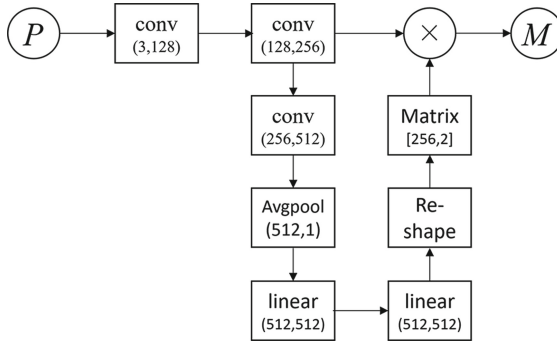 P
conv
(3,128)
conv
(128,256)
×
M
conv
(256,512)
Matrix
[256,2]
Avgpool
(512,1)
Re-
shape
linear
(512,512)
linear
(512,512)